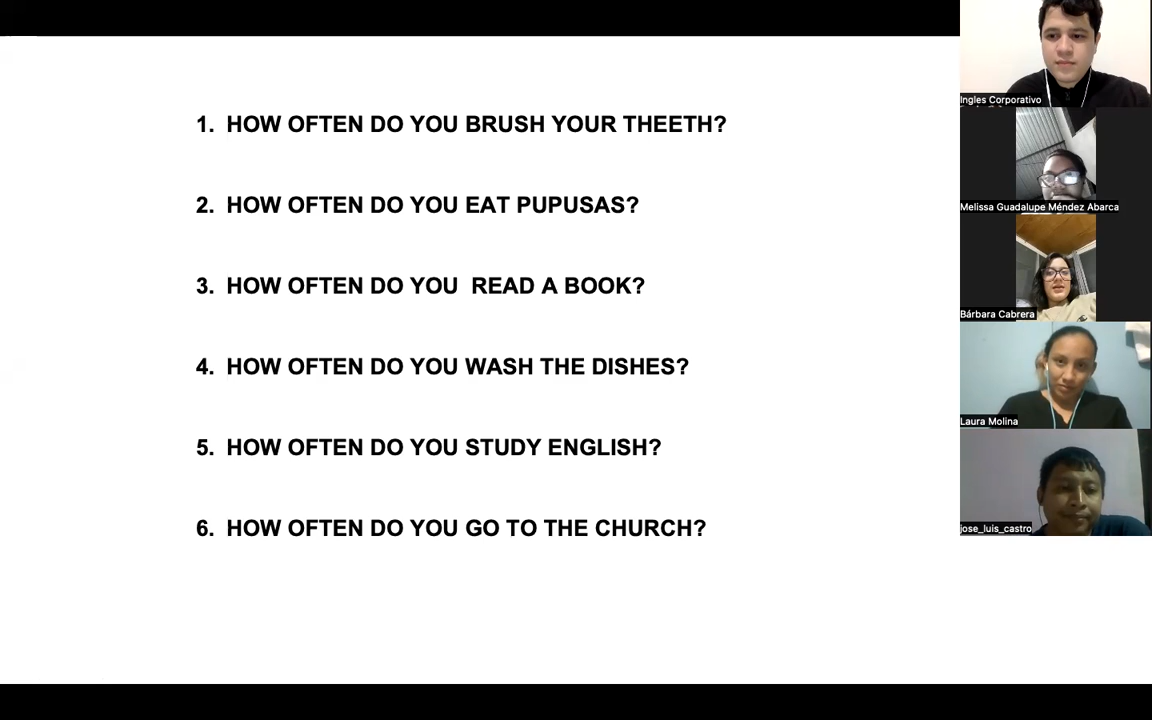 1. HOW OFTEN DO YOU BRUSH YOUR THEETH?
2. HOW OFTEN DO YOU EAT PUPUSAS?
3. HOW OFTEN DO YOU  READ A BOOK?
4. HOW OFTEN DO YOU WASH THE DISHES?
5. HOW OFTEN DO YOU STUDY ENGLISH?
6. HOW OFTEN DO YOU GO TO THE CHURCH?
Ingles Corporativo
Melissa Guadalupe Méndez Abarca
Bárbara Cabrera
Laura Molina
jose_luis_castro